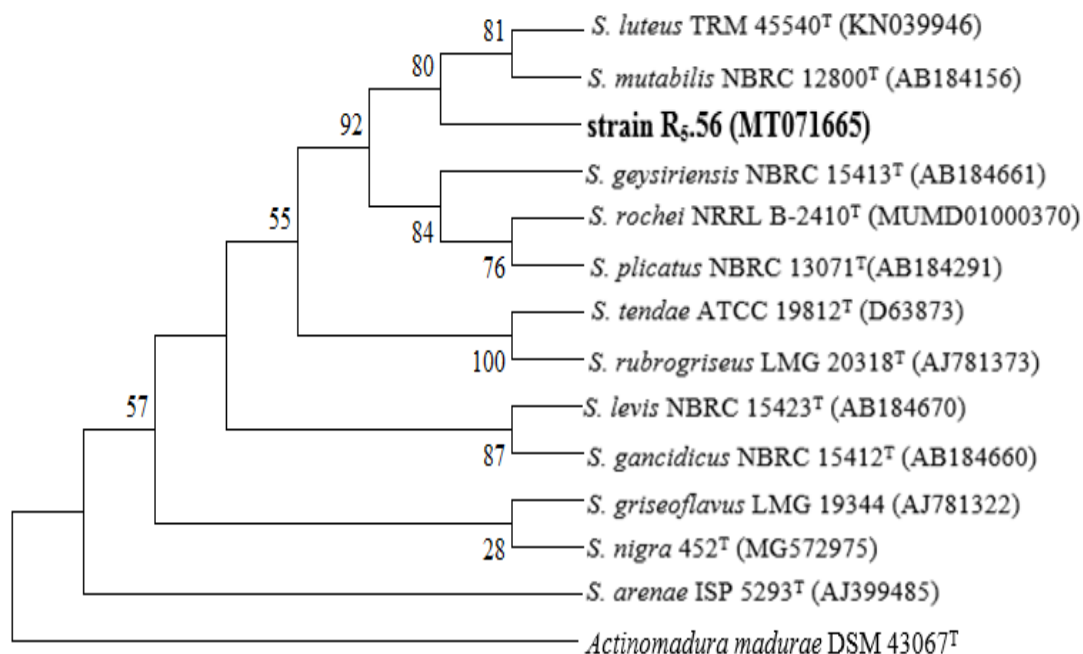 81
S. luteus TRM 45540ᵀ (KN039946)
80
S. mutabilis NBRC 12800ᵀ (AB184156)
92
strain R₅.56 (MT071665)
S. geysiriensis NBRC 15413ᵀ (AB184661)
55
84
S. rochei NRRL B-2410ᵀ (MUMD01000370)
76
S. plicatus NBRC 13071ᵀ(AB184291)
S. tendae ATCC 19812ᵀ (D63873)
100
S. rubrogriseus LMG 20318ᵀ (AJ781373)
57
S. levis NBRC 15423ᵀ (AB184670)
87
S. gancidicus NBRC 15412ᵀ (AB184660)
S. griseoflavus LMG 19344 (AJ781322)
28
S. nigra 452ᵀ (MG572975)
S. arenae ISP 5293ᵀ (AJ399485)
Actinomadura madurae DSM 43067ᵀ